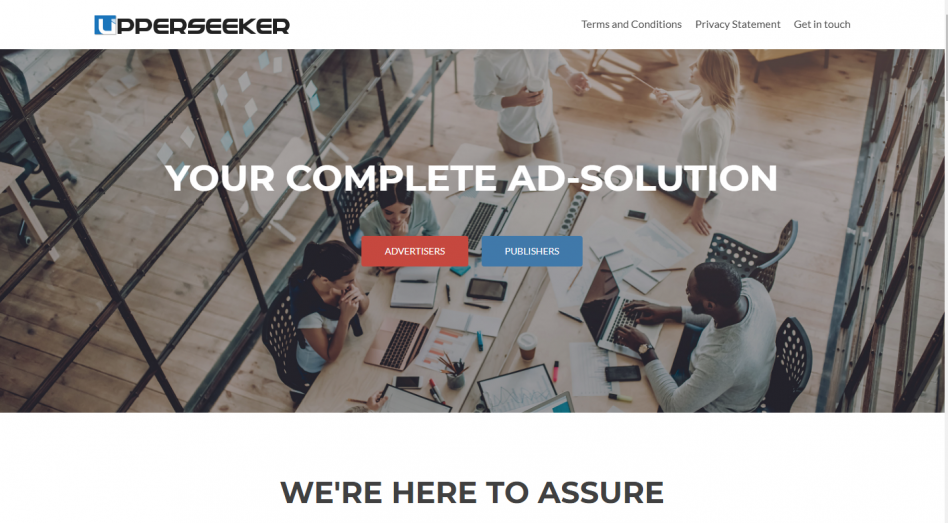 UPPERSEEKER
Terms and Conditions Privacy Statement Get in touch
YOUR COMPLETE AD-SOLUTION
ADVERTISERS PUBLISHERS
WE'RE HERE TO ASSURE